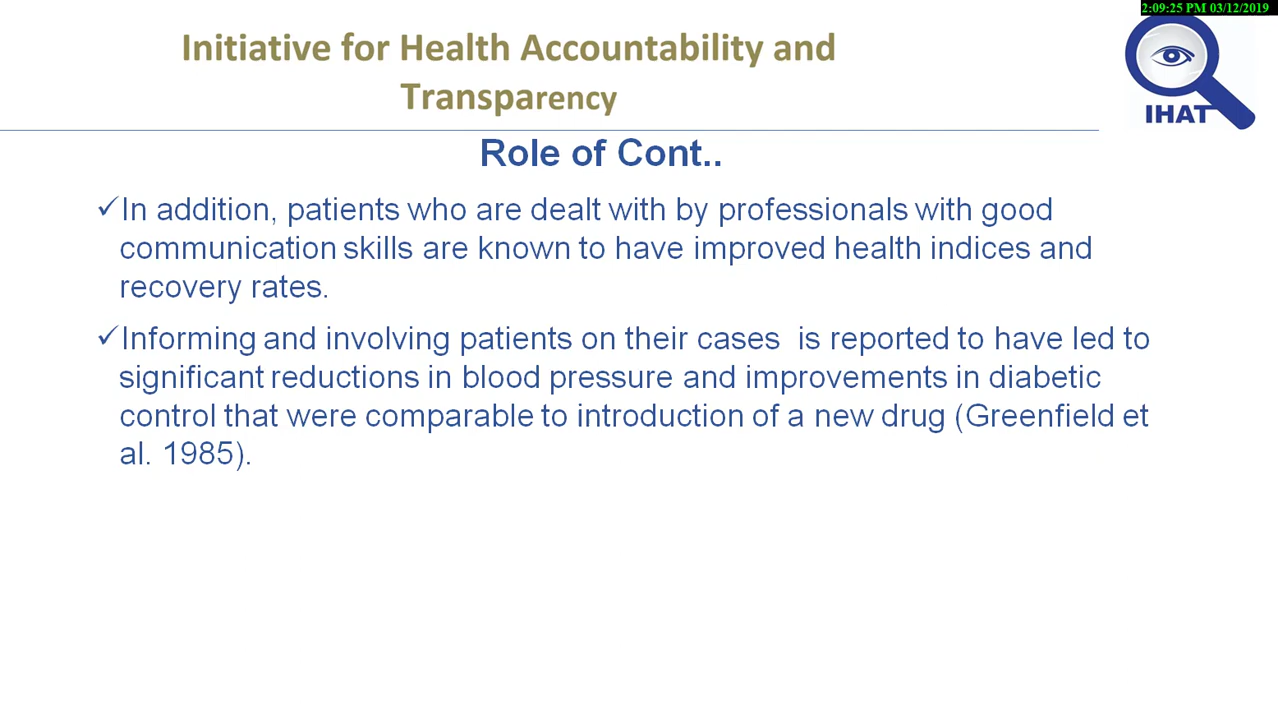 2:09:25 PM 03/12/2019
Initiative for Health Accountability and
Transparency
IHAT
Role of Cont..
✓In addition, patients who are dealt with by professionals with good
communication skills are known to have improved health indices and
recovery rates.
✓Informing and involving patients on their cases  is reported to have led to
significant reductions in blood pressure and improvements in diabetic
control that were comparable to introduction of a new drug (Greenfield et
al. 1985).